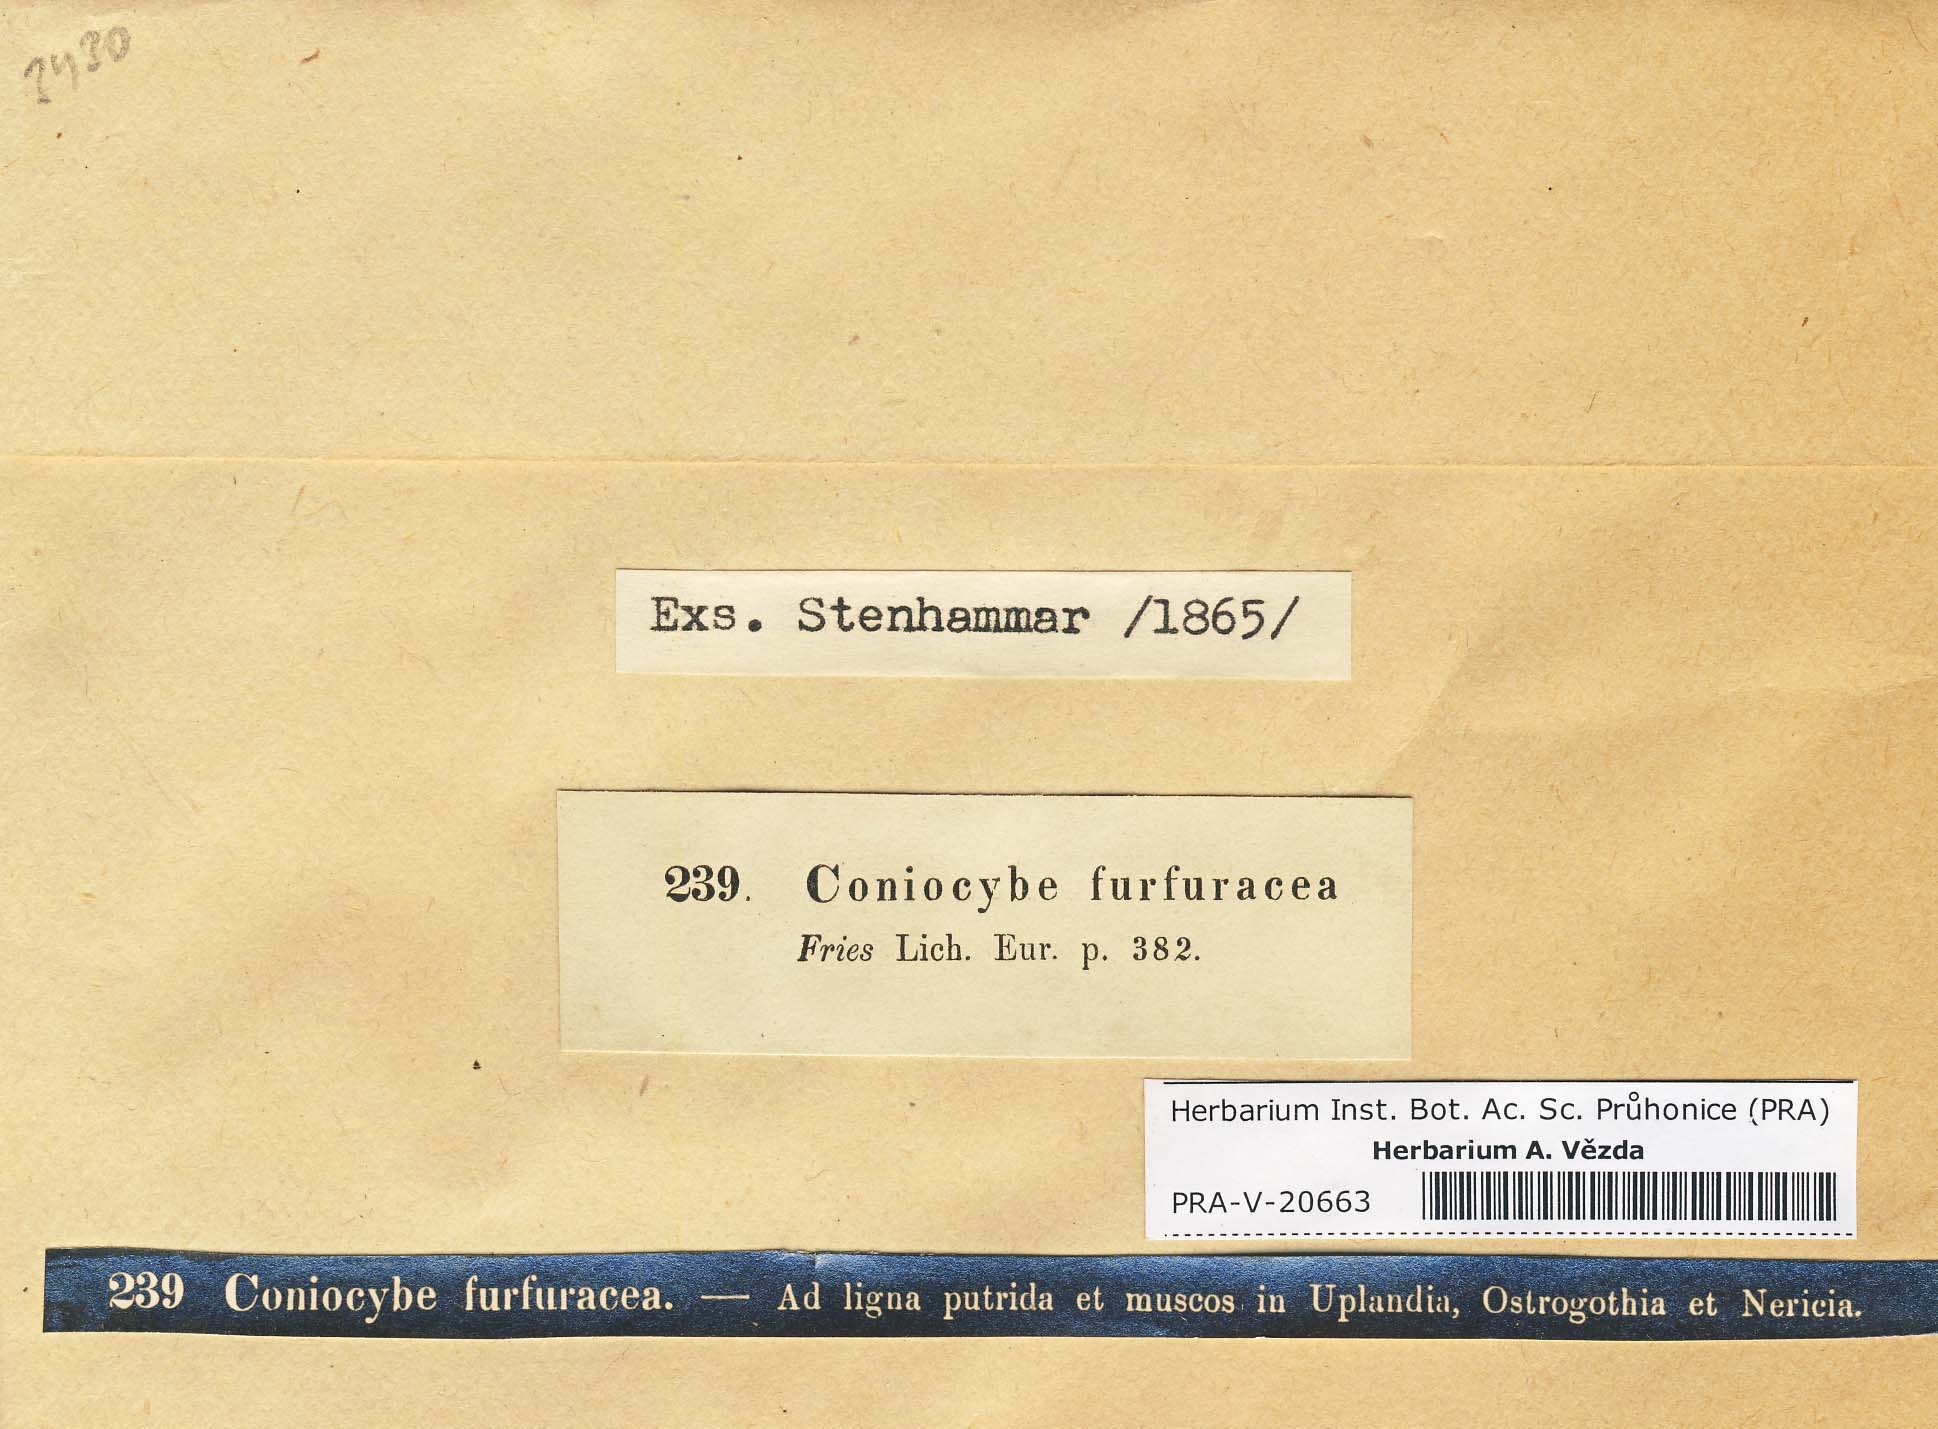 Exs. Stenhammar /1865/
239. Coniocybe furfuracea
Fries Lich. Eur. p. 382.
Herbarium Inst. Bot. Ac. Sc. Průhonice (PRA)
Herbarium A. Vězda
PRA-V-20663
239 Coniocybe furfuracea. — Ad ligna putrida et muscos in Uplandia, Ostrogothia et Nericia.